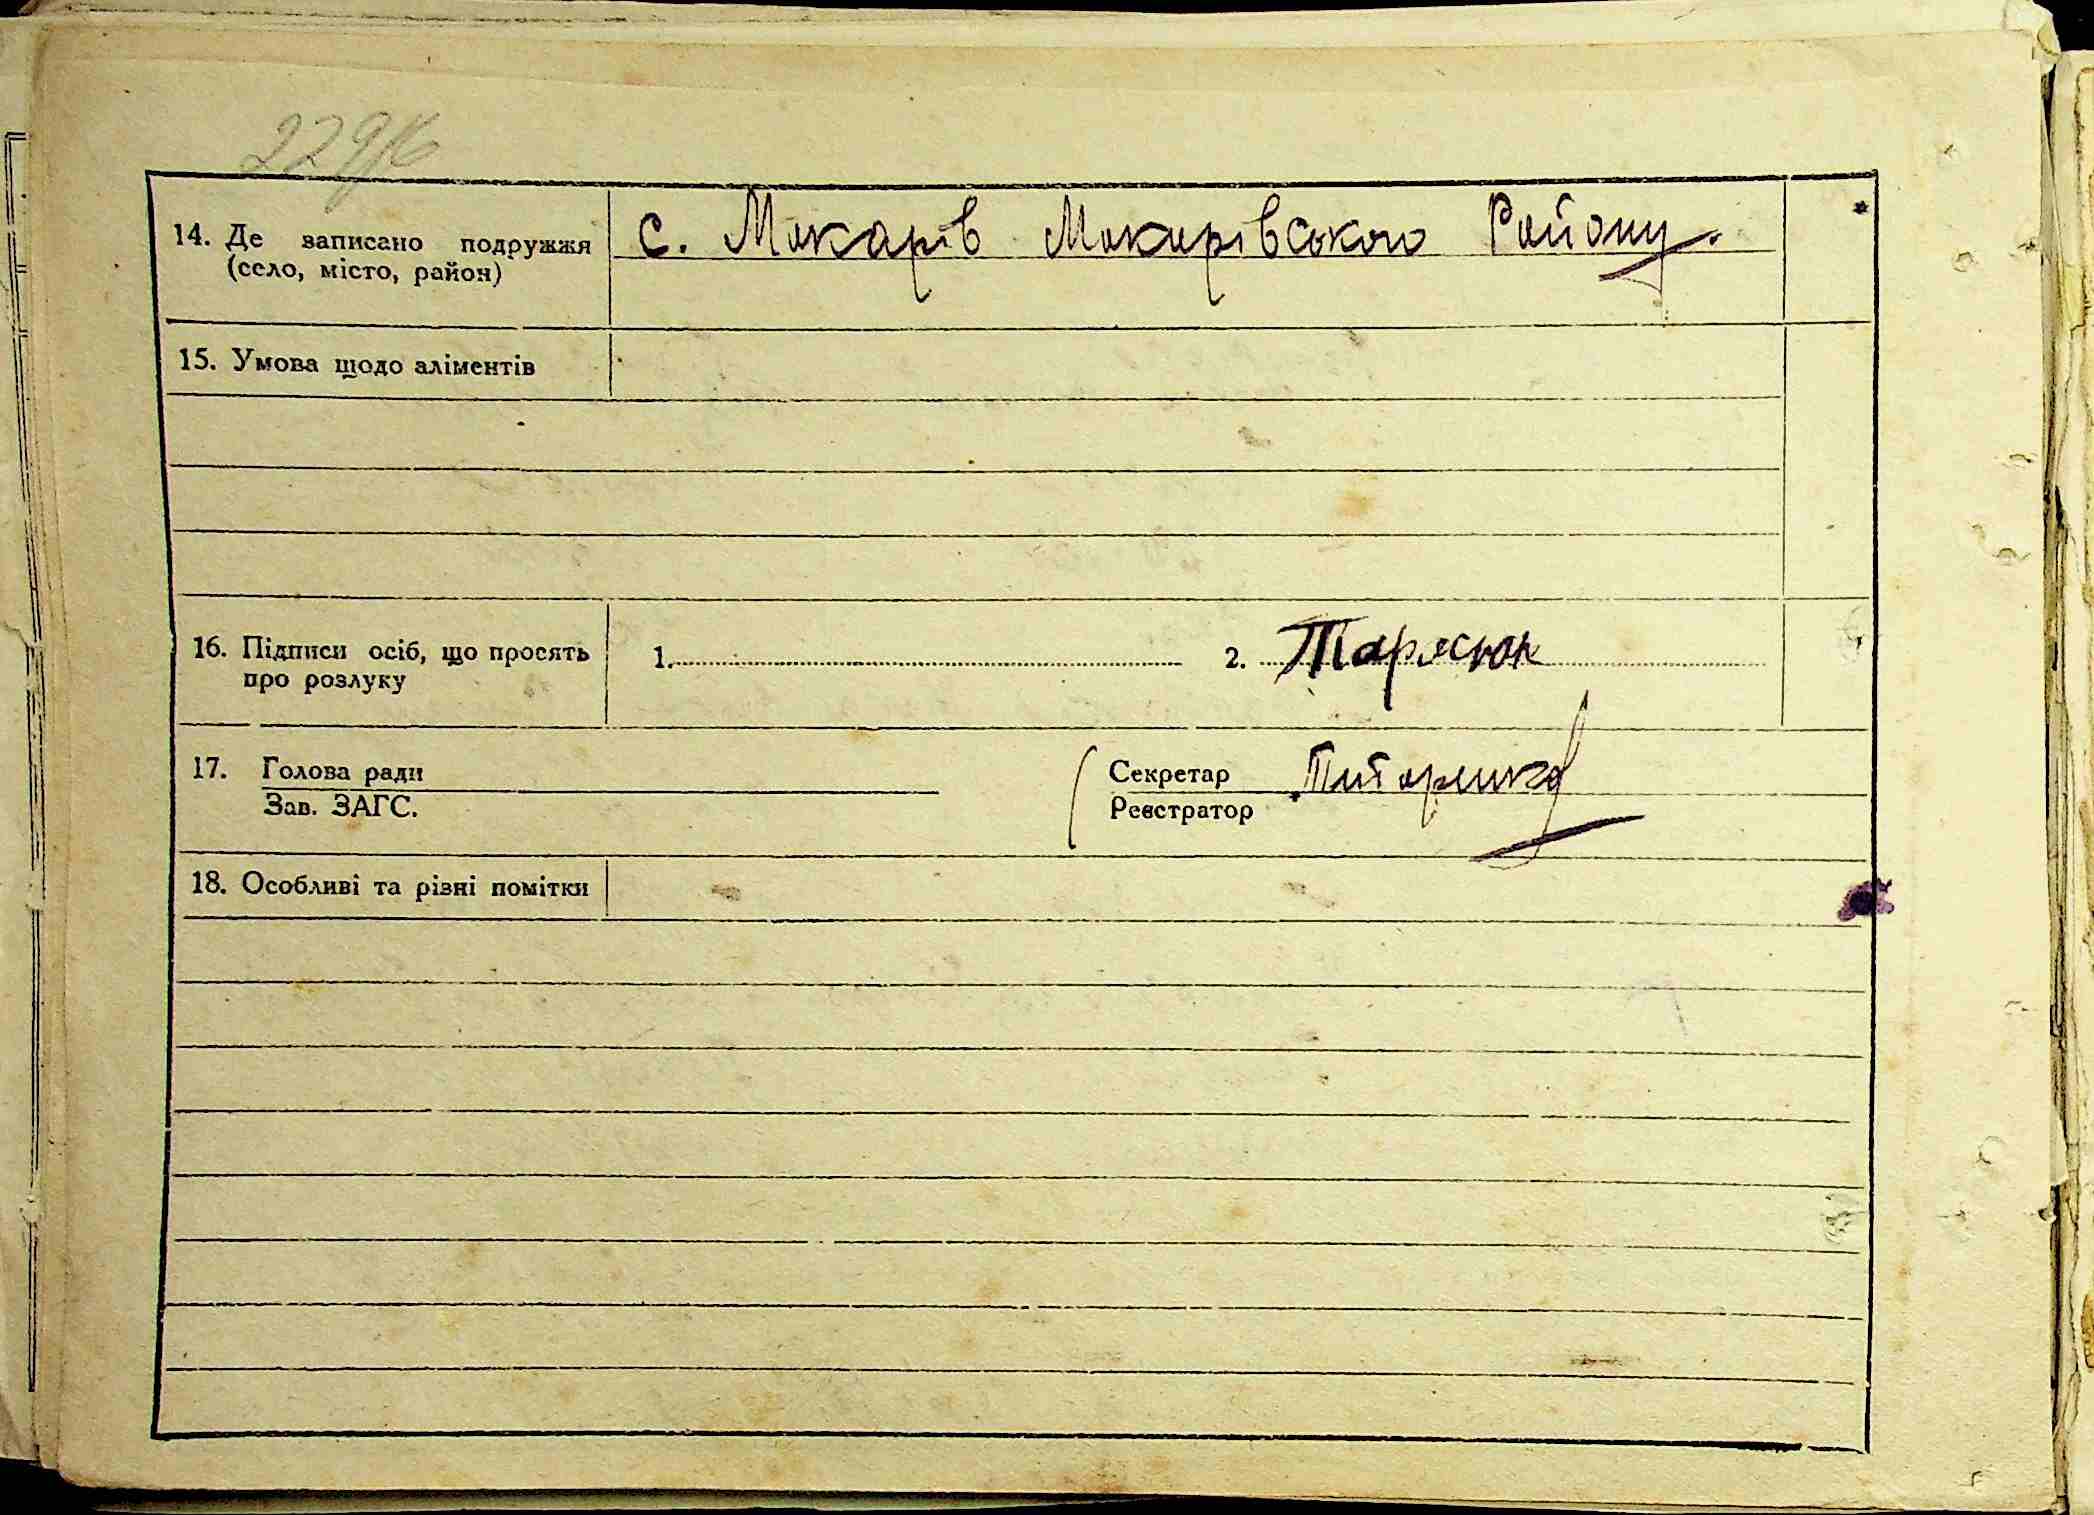 14. Де записано подружжя
(село, місто, район)
с. Макарів Макарівського Району.
15. Умова щодо аліментів
16. Підписи осіб, що просять
про розлуку
1. 2. Тарасюк
17. Голова ради
Зав. ЗАГС.
Секретар
Реєстратор
18. Особливі та різні помітки